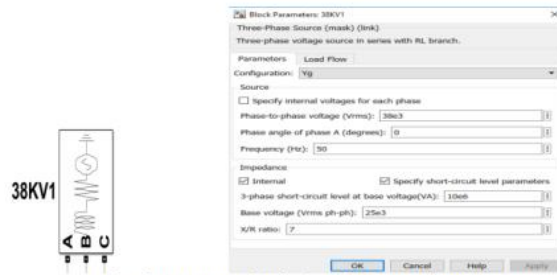 38KV1
A B C
Block Parameters: 38KV1
Three-Phase Source (mask) (link)
Three-phase voltage source in series with RL branch.
Parameters Load Flow
Configuration: Yg
Source
Specify internal voltages for each phase
Phase-to-phase voltage (Vrms): 38e3
Phase angle of phase A (degrees): 0
Frequency (Hz): 50
Impedance
Internal Specify short-circuit level parameters
3-phase short-circuit level at base voltage(VA): 10e6
Base voltage (Vrms ph-ph): 25e3
X/R ratio: 7
OK Cancel Help Apply